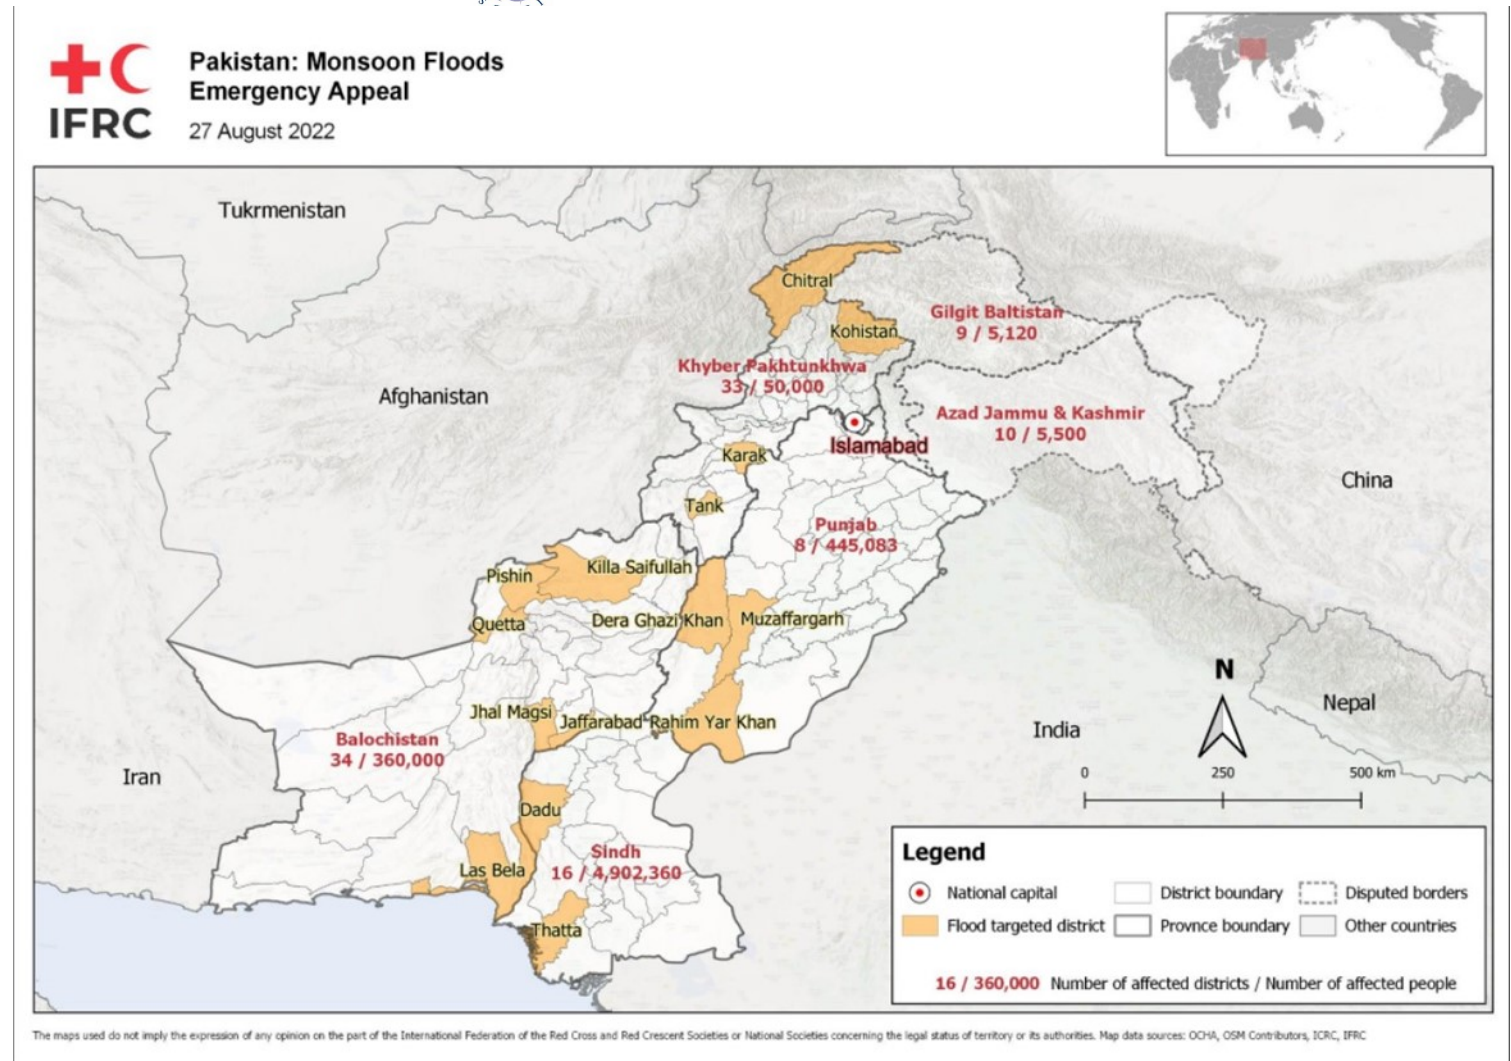 IFRC
Pakistan: Monsoon Floods
Emergency Appeal
27 August 2022
Tukrmenistan
Chitral
Gilgit Baltistan
9 / 5,120
Kohistan
Khyber Pakhtunkhwa
33 / 50,000
Afghanistan
Azad Jammu & Kashmir
10 / 5,500
Islamabad
Karak
China
Tank
Punjab
8 / 445,083
Killa Saifullah
Pishin
Quetta
Dera Ghazi Khan
Muzaffargarh
N
Nepal
Jhal Magsi
Jaffarabad
Rahim Yar Khan
India
Balochistan
34 / 360,000
Iran
0 250 500 km
Dadu
Sindh
16 / 4,902,360
Las Bela
Thatta
Legend
National capital
District boundary
Disputed borders
Flood targeted district
Provnce boundary
Other countries
16 / 360,000 Number of affected districts / Number of affected people
The maps used do not imply the expression of any opinion on the part of the International Federation of the Red Cross and Red Crescent Societies or National Societies concerning the legal status of territory or its authorities. Map data sources: OCHA, OSM Contributors, ICRC, IFRC